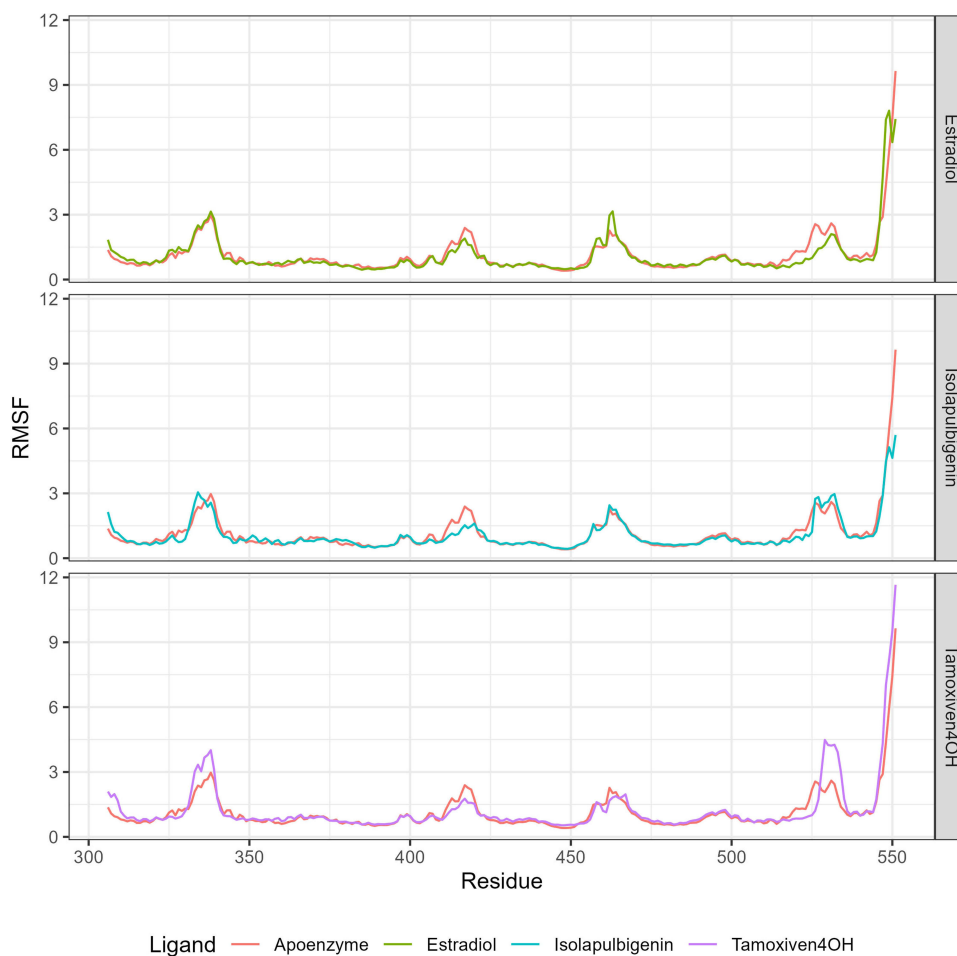 12
9
6
3
0
Estradiol
12
9
6
3
0
Isolapulbigenin
RMSF
12
9
6
3
0
Tamoxiven4OH
300 350 400 450 500 550
Residue
Ligand Apoenzyme Estradiol Isolapulbigenin Tamoxiven4OH